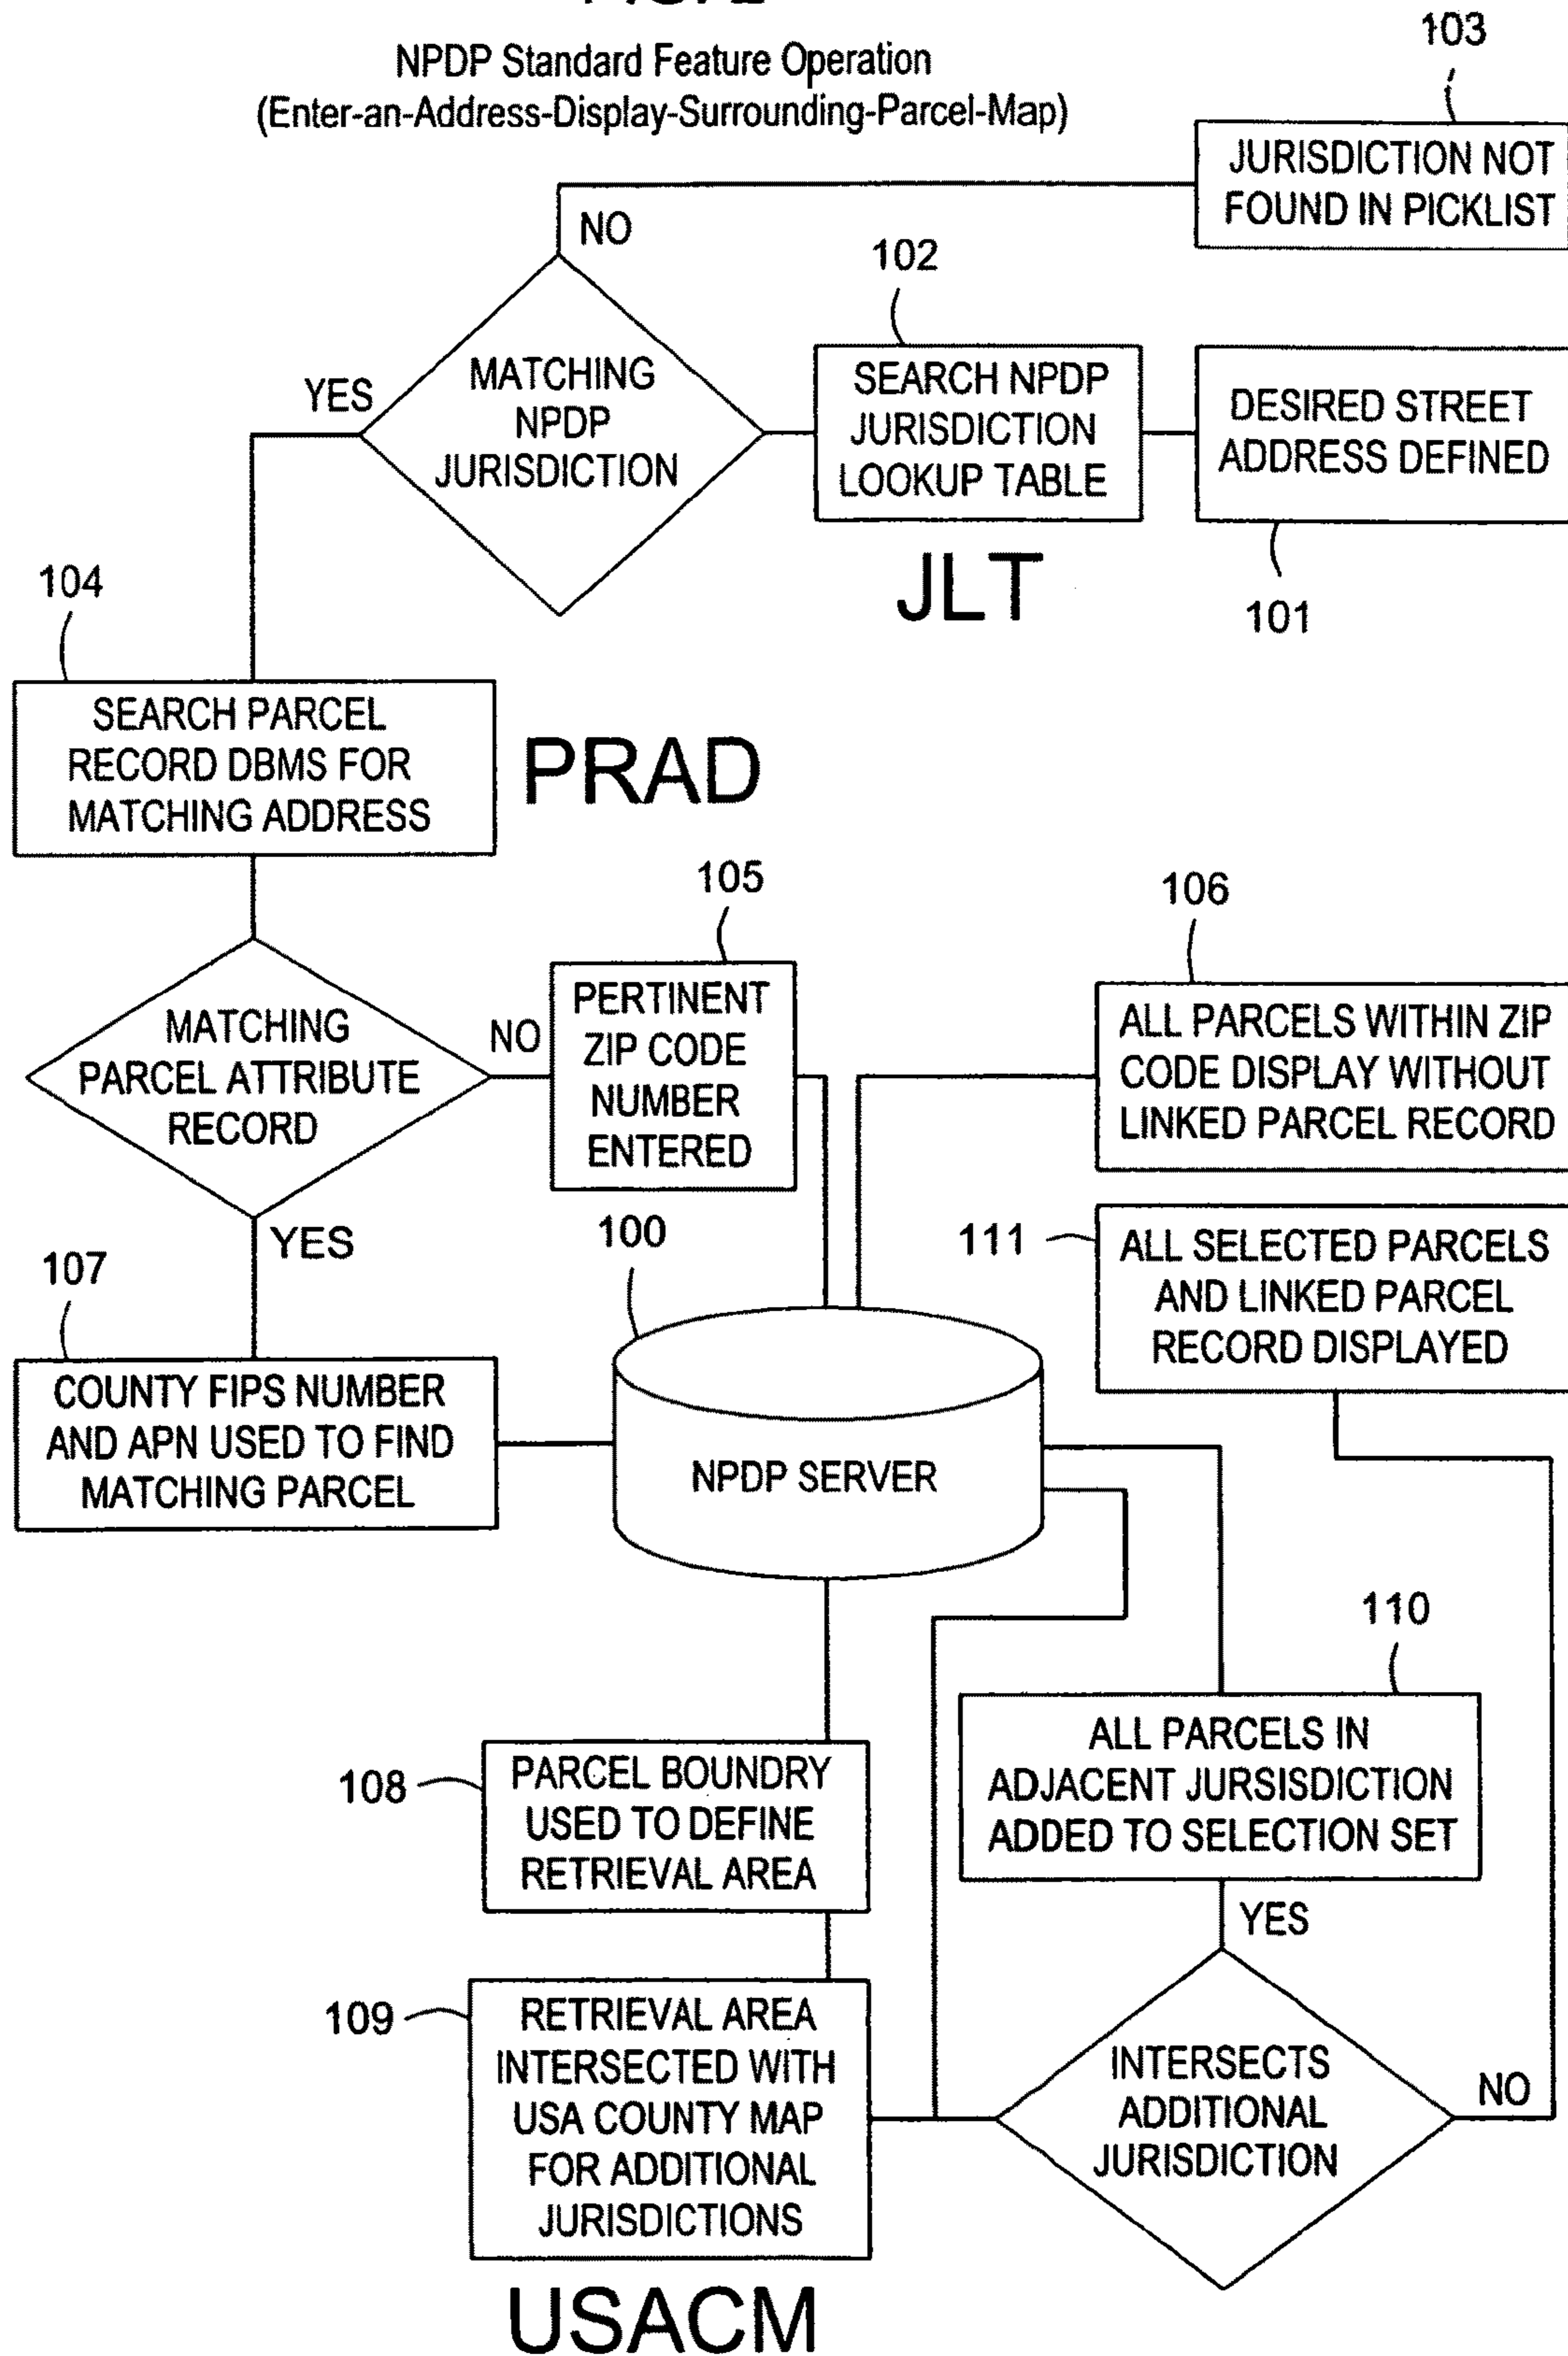 NPDP Standard Feature Operation
(Enter-an-Address-Display-Surrounding-Parcel-Map)
103
JURISDICTION NOT
FOUND IN PICKLIST
NO
102
YES
MATCHING
NPDP
JURISDICTION
SEARCH NPDP
JURISDICTION
LOOKUP TABLE
DESIRED STREET
ADDRESS DEFINED
JLT
101
104
SEARCH PARCEL
RECORD DBMS FOR
MATCHING ADDRESS
PRAD
105
106
MATCHING
PARCEL ATTRIBUTE
RECORD
NO
PERTINENT
ZIP CODE
NUMBER
ENTERED
ALL PARCELS WITHIN ZIP
CODE DISPLAY WITHOUT
LINKED PARCEL RECORD
YES
100
111
ALL SELECTED PARCELS
AND LINKED PARCEL
RECORD DISPLAYED
107
COUNTY FIPS NUMBER
AND APN USED TO FIND
MATCHING PARCEL
NPDP SERVER
110
108
PARCEL BOUNDRY
USED TO DEFINE
RETRIEVAL AREA
ALL PARCELS IN
ADJACENT JURSISDICTION
ADDED TO SELECTION SET
YES
109
RETRIEVAL AREA
INTERSECTED WITH
USA COUNTY MAP
FOR ADDITIONAL
JURISDICTIONS
INTERSECTS
ADDITIONAL
JURISDICTION
NO
USACM